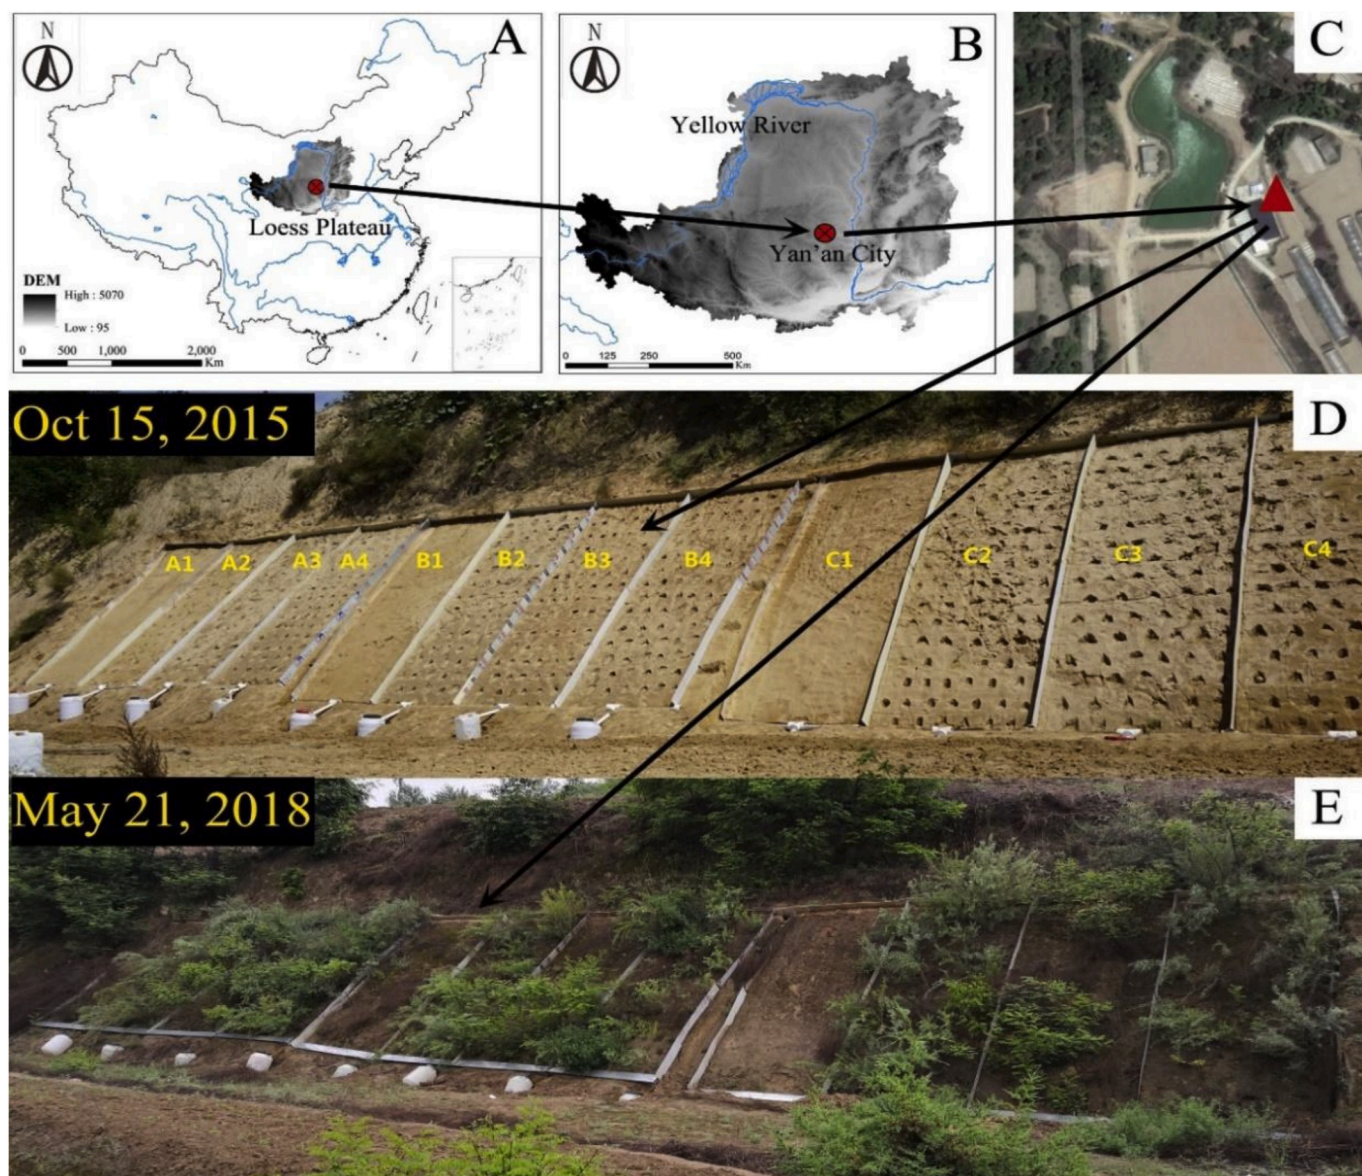 N
A
Loess Plateau
DEM
High : 5070
Low : 95
0 500 1,000 2,000
Km
N
B
Yellow River
Yan'an City
0 125 250 500
Km
C
Oct 15, 2015
D
A1 A2 A3 A4 B1 B2 B3 B4 C1 C2 C3 C4
May 21, 2018
E